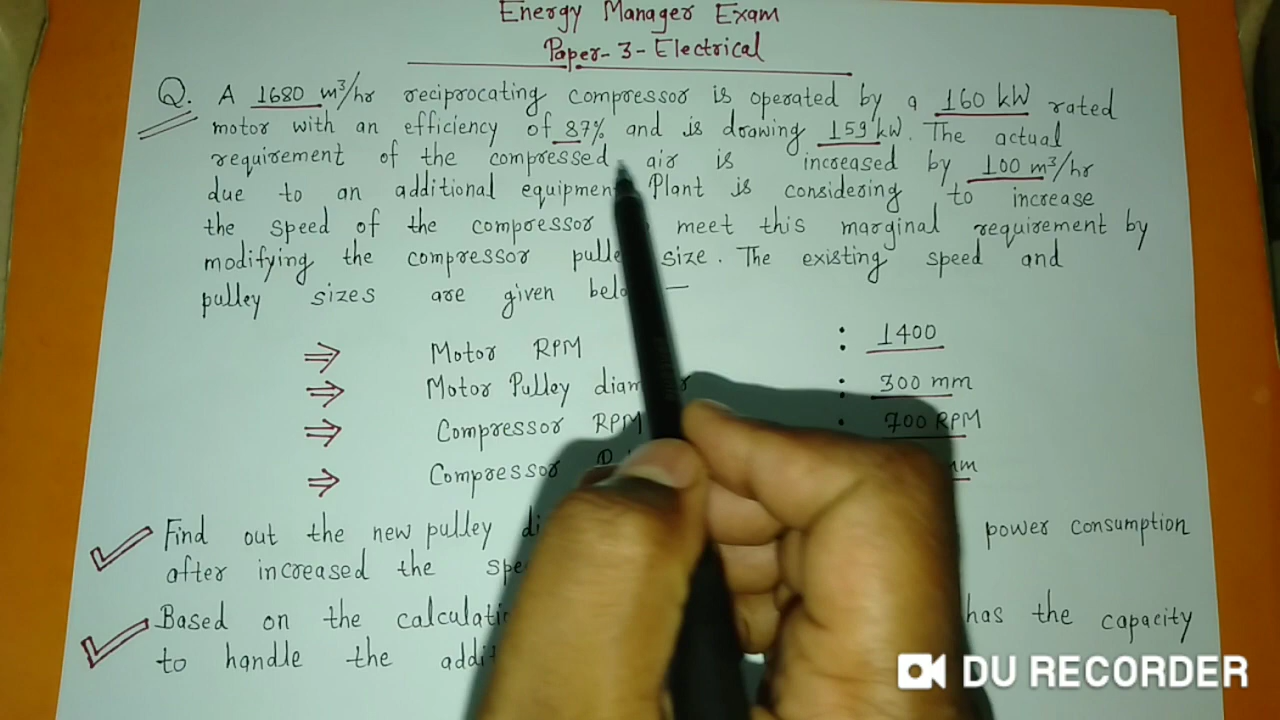 Energy Manager Exam
Paper-3-Electrical
Q. A 1680 m³/hr reciprocating compressor is operated by a 160 kW rated
motor with an efficiency of 87% and is drawing 159 kW. The actual
requirement of the compressed air is increased by 100 m³/hr
due to an additional equipment Plant is considering to increase
the speed of the compressor meet this marginal requirement by
modifying the compressor size. The existing speed and
pulley sizes are given —
⇒ Motor RPM : 1400
⇒ Motor Pulley : 300 mm
⇒ Compressor RPM : 700 RPM
⇒ Compressor mm
Find out the new pulley power consumption
after increased the
Based on the has the capacity
to handle the
DU RECORDER